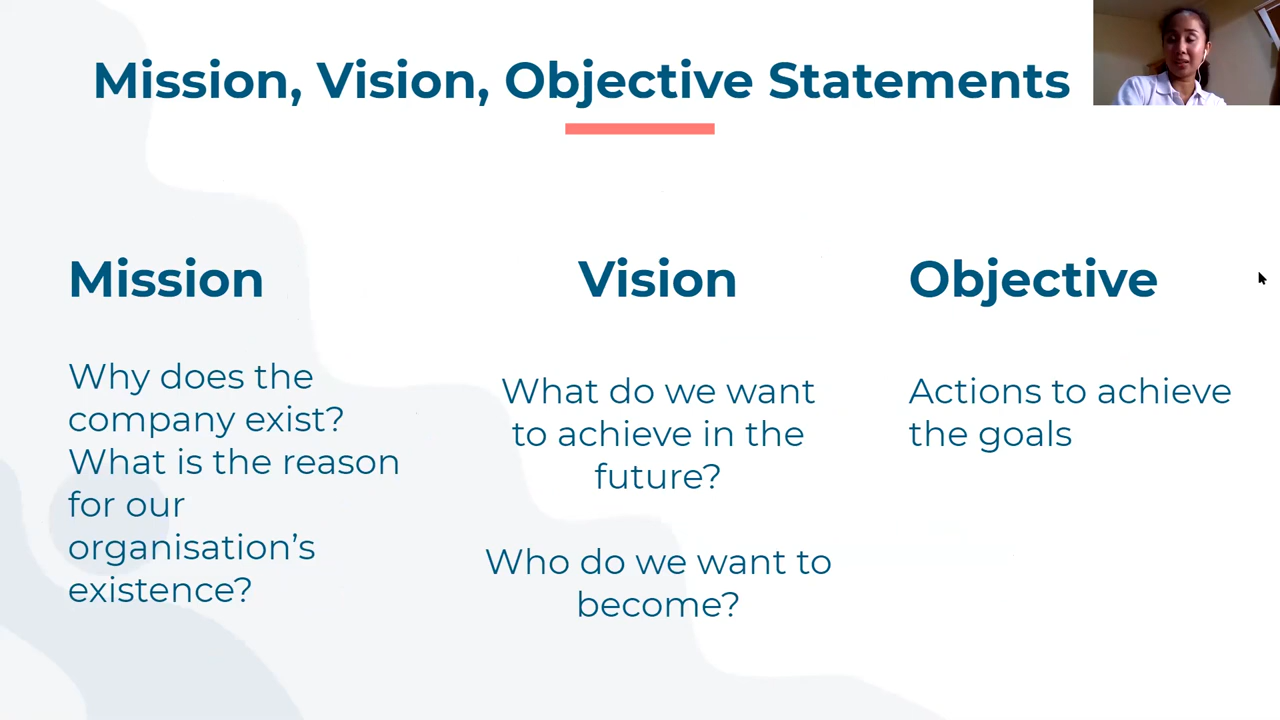 Mission, Vision, Objective Statements
Mission
Why does the
company exist?
What is the reason
for our
organisation's
existence?
Vision
What do we want
to achieve in the
future?
Who do we want to
become?
Objective
Actions to achieve
the goals